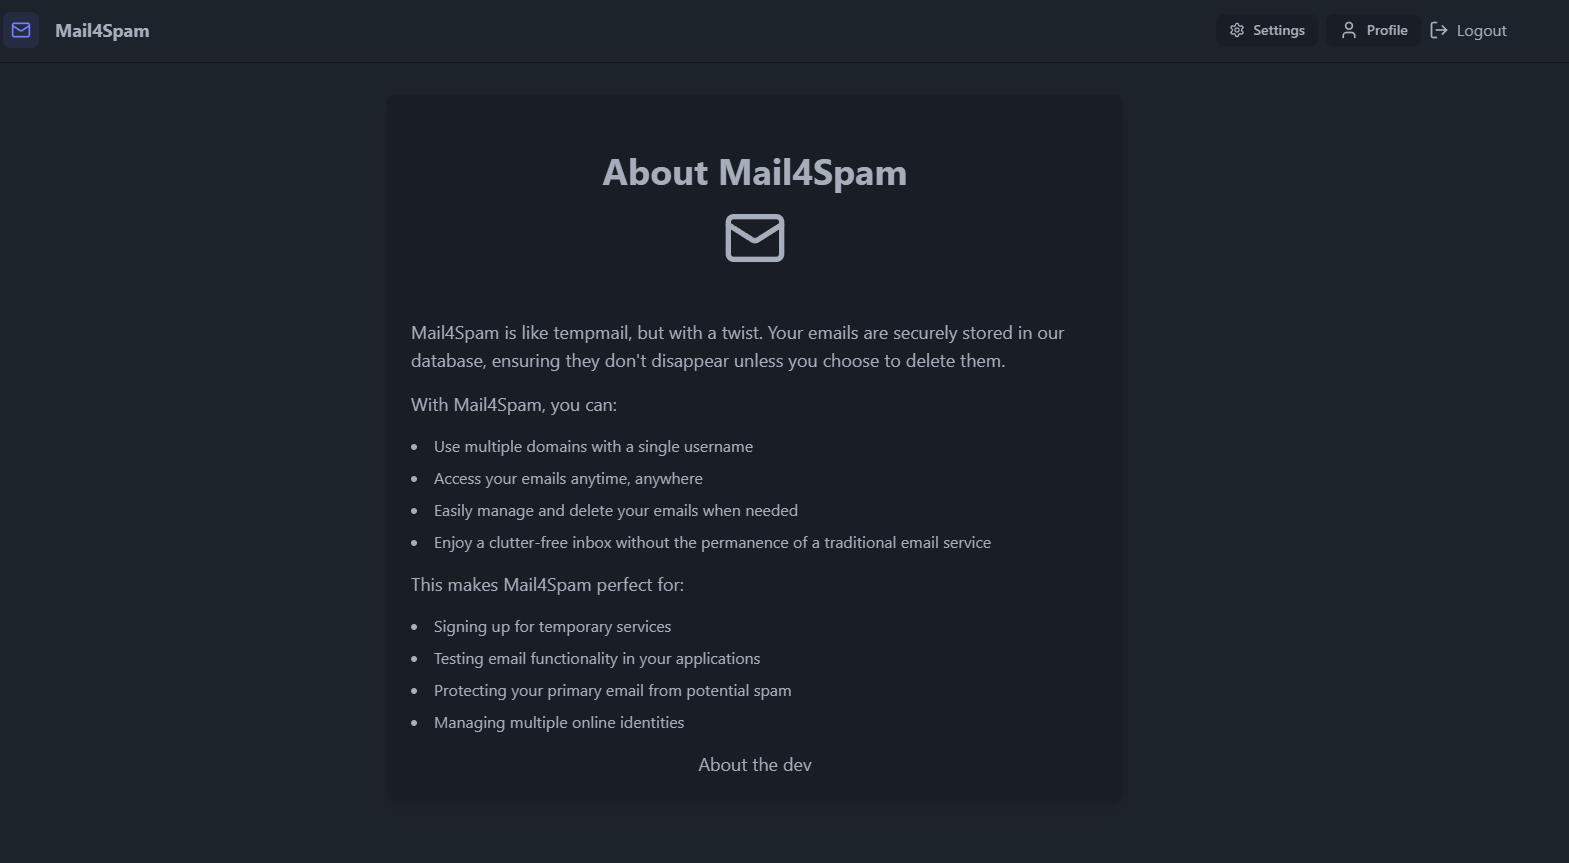 Mail4Spam
Settings
Profile
Logout
About Mail4Spam
Mail4Spam is like tempmail, but with a twist. Your emails are securely stored in our
database, ensuring they don't disappear unless you choose to delete them.
With Mail4Spam, you can:
• Use multiple domains with a single username
• Access your emails anytime, anywhere
• Easily manage and delete your emails when needed
• Enjoy a clutter-free inbox without the permanence of a traditional email service
This makes Mail4Spam perfect for:
• Signing up for temporary services
• Testing email functionality in your applications
• Protecting your primary email from potential spam
• Managing multiple online identities
About the dev